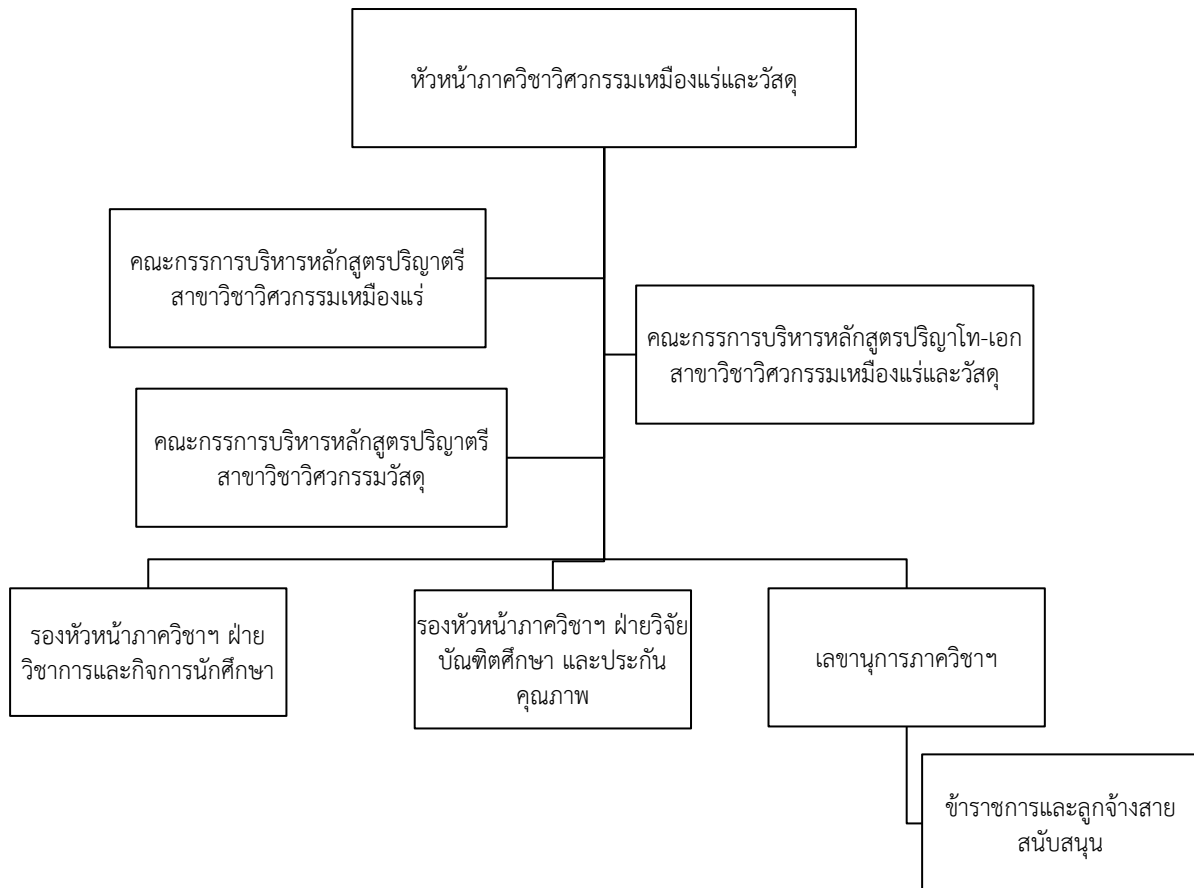 หัวหน้าภาควิชาวิศวกรรมเหมืองแร่และวัสดุ
คณะกรรการบริหารหลักสูตรปริญาตรี
สาขาวิชาวิศวกรรมเหมืองแร่
คณะกรรการบริหารหลักสูตรปริญาโท-เอก
สาขาวิชาวิศวกรรมเหมืองแร่และวัสดุ
คณะกรรการบริหารหลักสูตรปริญาตรี
สาขาวิชาวิศวกรรมวัสดุ
รองหัวหน้าภาควิชาฯ ฝ่าย
วิชาการและกิจการนักศึกษา
รองหัวหน้าภาควิชาฯ ฝ่ายวิจัย
บัณฑิตศึกษา และประกัน
คุณภาพ
เลขานุการภาควิชาฯ
ข้าราชการและลูกจ้างสาย
สนับสนุน